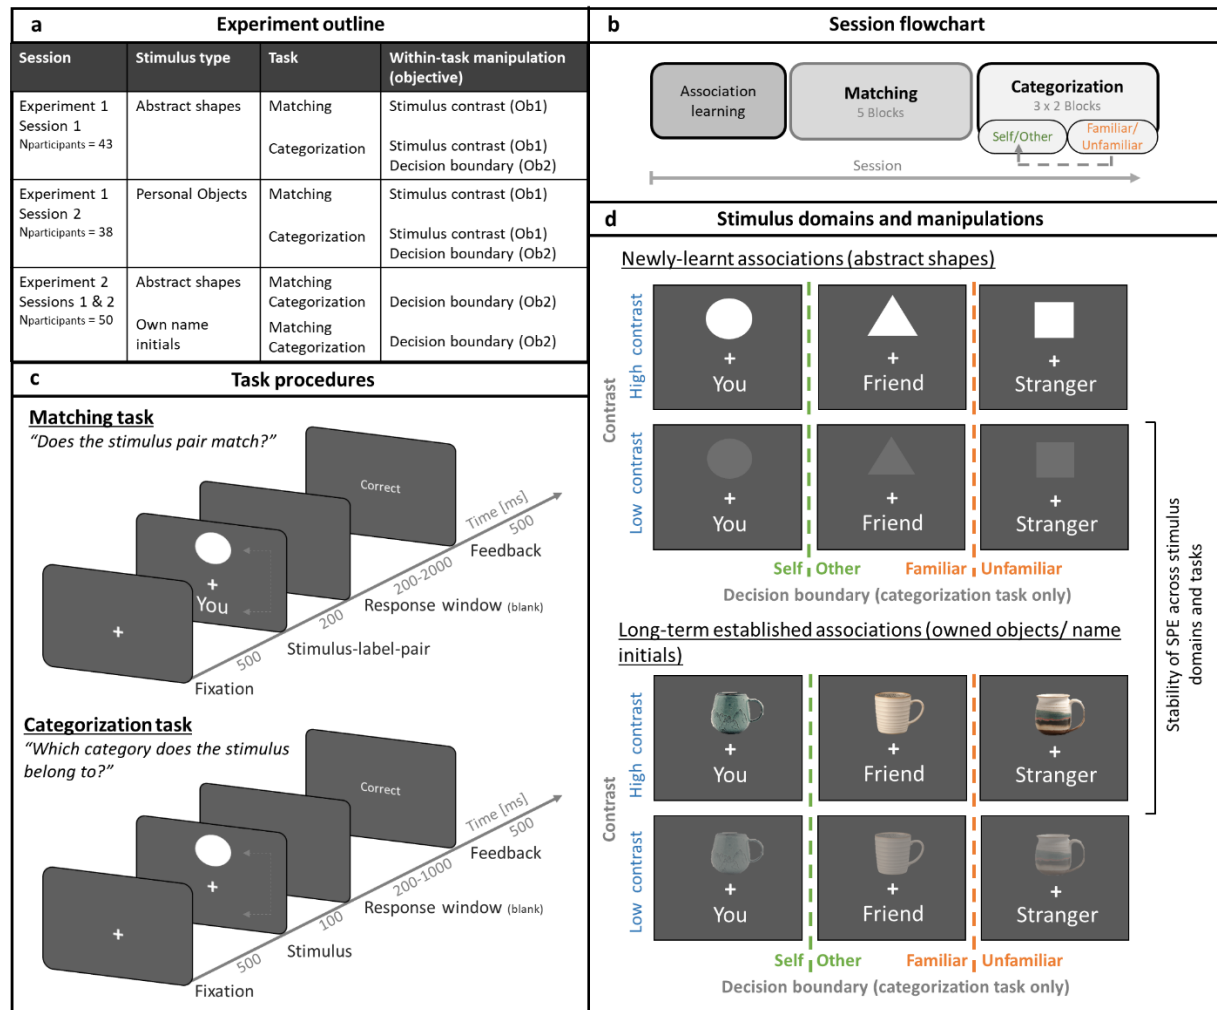 a Experiment outline
Session Stimulus type Task Within-task manipulation
(objective)
Experiment 1 Abstract shapes Matching Stimulus contrast (Ob1)
Session 1
Nparticipants = 43 Categorization Stimulus contrast (Ob1)
Decision boundary (Ob2)
Experiment 1 Personal Objects Matching Stimulus contrast (Ob1)
Session 2
Nparticipants = 38 Categorization Stimulus contrast (Ob1)
Decision boundary (Ob2)
Experiment 2 Abstract shapes Matching
Sessions 1 & 2 Categorization Decision boundary (Ob2)
Nparticipants = 50
Own name Matching
initials Categorization Decision boundary (Ob2)
b Session flowchart
Association
learning
Matching
5 Blocks
Categorization
3 x 2 Blocks
Self/Other
Familiar/
Unfamiliar
Session
c Task procedures
Matching task
"Does the stimulus pair match?"
+
+
You
Correct
500
200
200-2000
500
Time [ms]
Fixation
Stimulus-label-pair
Response window (blank)
Feedback
Categorization task
"Which category does the stimulus
belong to?"
+
+
Correct
500
100
200-1000
500
Time [ms]
Fixation
Stimulus
Response window (blank)
Feedback
d Stimulus domains and manipulations
Newly-learnt associations (abstract shapes)
Contrast
High contrast
+ + +
You Friend Stranger
Low contrast
+ + +
You Friend Stranger
Self Other Familiar Unfamiliar
Decision boundary (categorization task only)
Long-term established associations (owned objects/ name
initials)
Contrast
High contrast
+ + +
You Friend Stranger
Low contrast
+ + +
You Friend Stranger
Self Other Familiar Unfamiliar
Decision boundary (categorization task only)
Stability of SPE across stimulus
domains and tasks